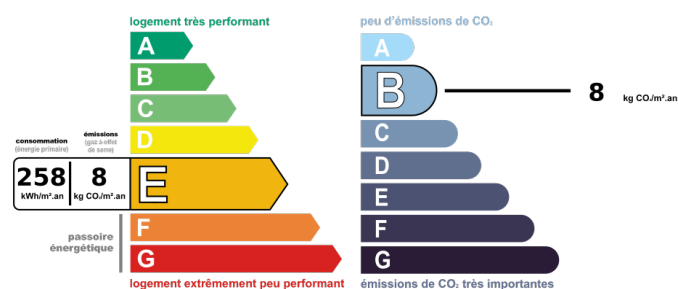 logement très performant
A
B
C
D
consommation
(énergie primaire)
émissions
(gaz à effet
de serre)
258
kWh/m².an
8
kg CO₂/m².an
E
passoire
énergétique
F
G
logement extrêmement peu performant
peu d'émissions de CO₂
A
B
8
kg CO₂/m².an
C
D
E
F
G
émissions de CO₂ très importantes